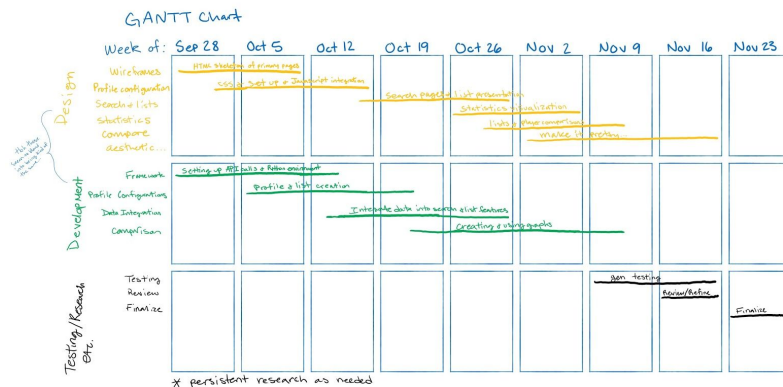 GANTT Chart
Week of: Sep 28 Oct 5 Oct 12 Oct 19 Oct 26 Nov 2 Nov 9 Nov 16 Nov 23
Design
Wireframes HTML skeleton of primary pages
Profile configuration CSS set up & Javascript integration
Search & lists Search page & list presentation
Statistics Statistics visualization
Compare lists & player comparison
aesthetic... make it pretty...
Development
Framework Setting up API calls & Python environment
Profile Configurations Profile & list creation
Data Integration Integrate data into search & list features
Comparison Creating & using graphs
Testing/Research etc.
Testing gen testing
Review Review/Refine
Finalize Finalize
* persistent research as needed